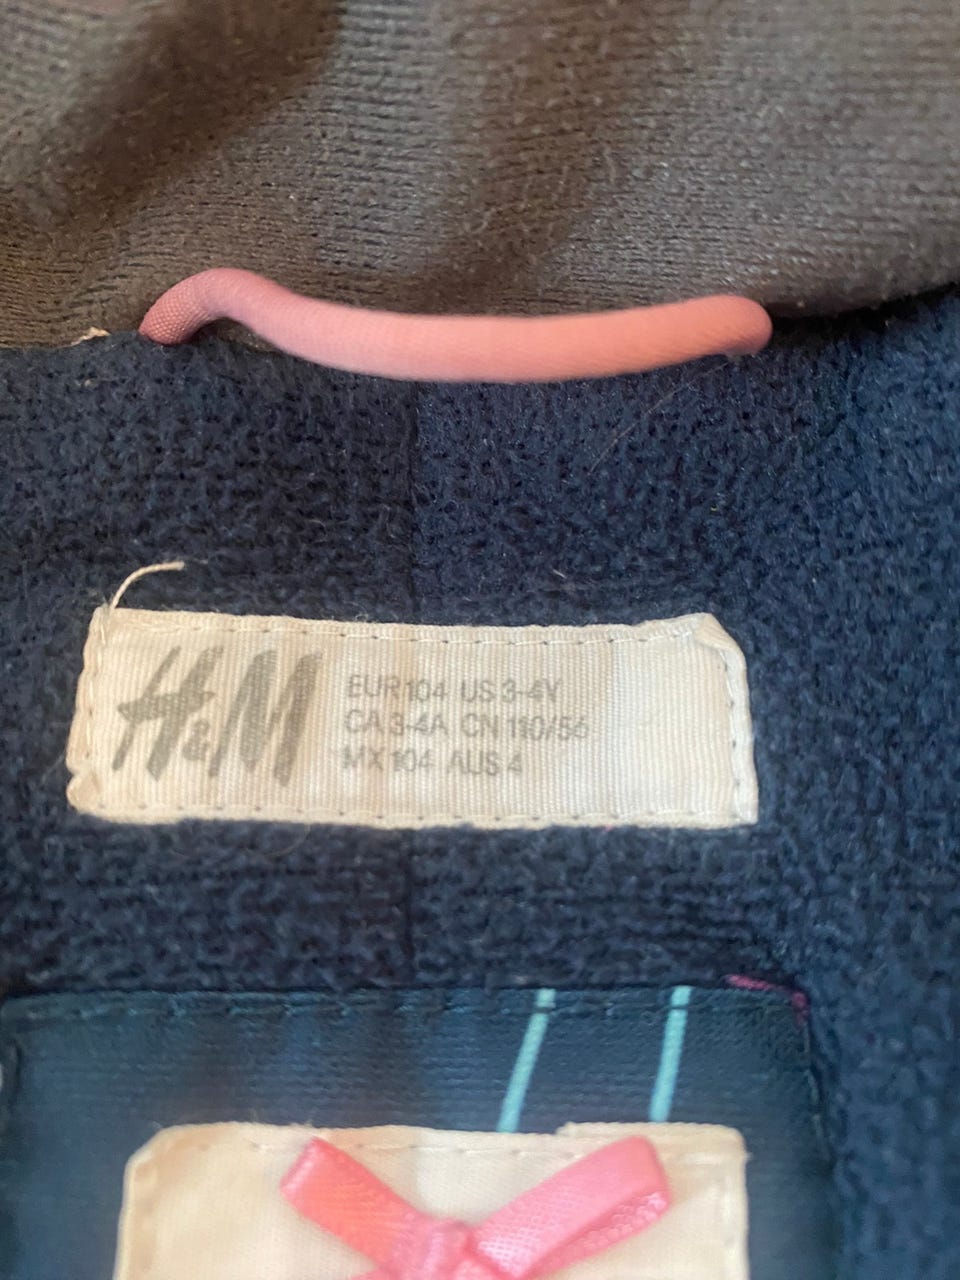 H&M
EUR 104 US 3-4Y
CA 3-4A CN 110/56
MX 104 AUS 4